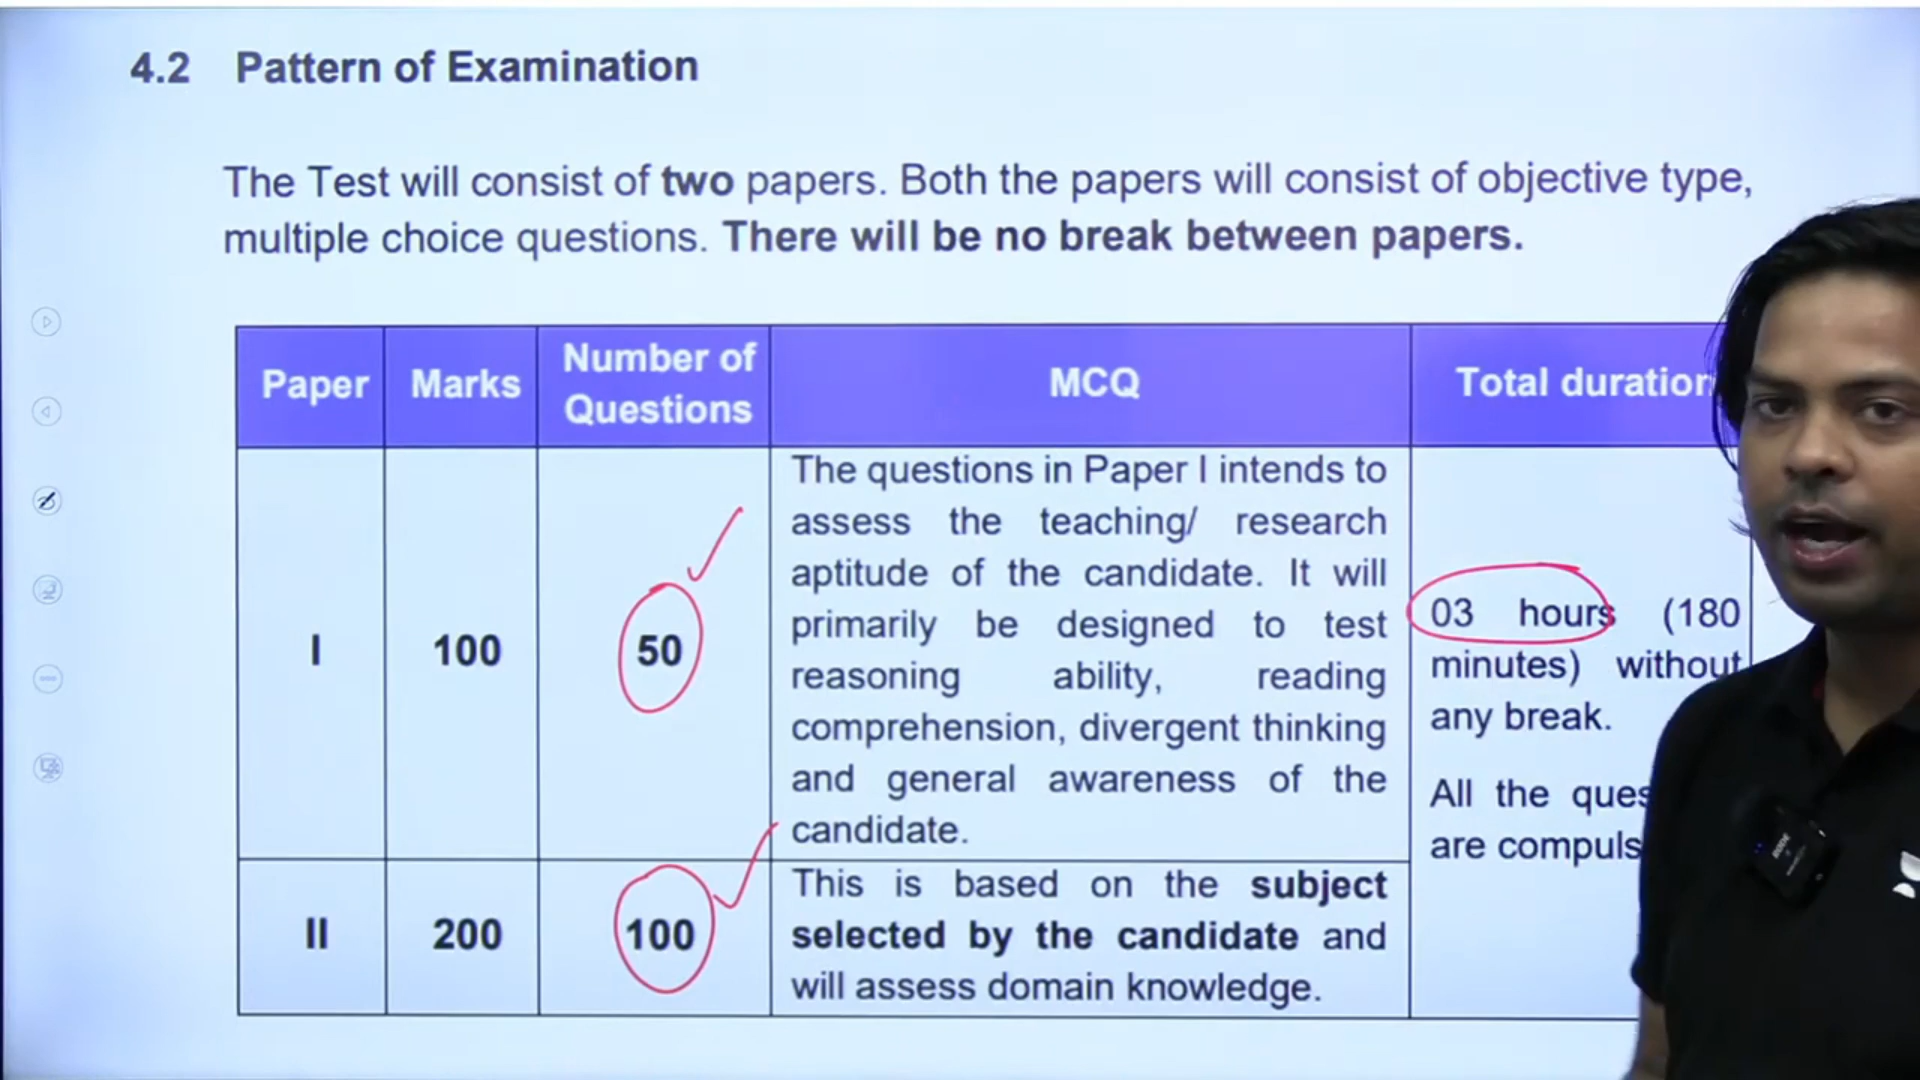 4.2 Pattern of Examination
The Test will consist of two papers. Both the papers will consist of objective type,
multiple choice questions. There will be no break between papers.
Paper
Marks
Number of
Questions
MCQ
Total duration
I
100
50
The questions in Paper I intends to
assess the teaching/ research
aptitude of the candidate. It will
primarily be designed to test
reasoning ability, reading
comprehension, divergent thinking
and general awareness of the
candidate.
03 hours (180
minutes) without
any break.
All the ques
are compuls
II
200
100
This is based on the subject
selected by the candidate and
will assess domain knowledge.
RODE